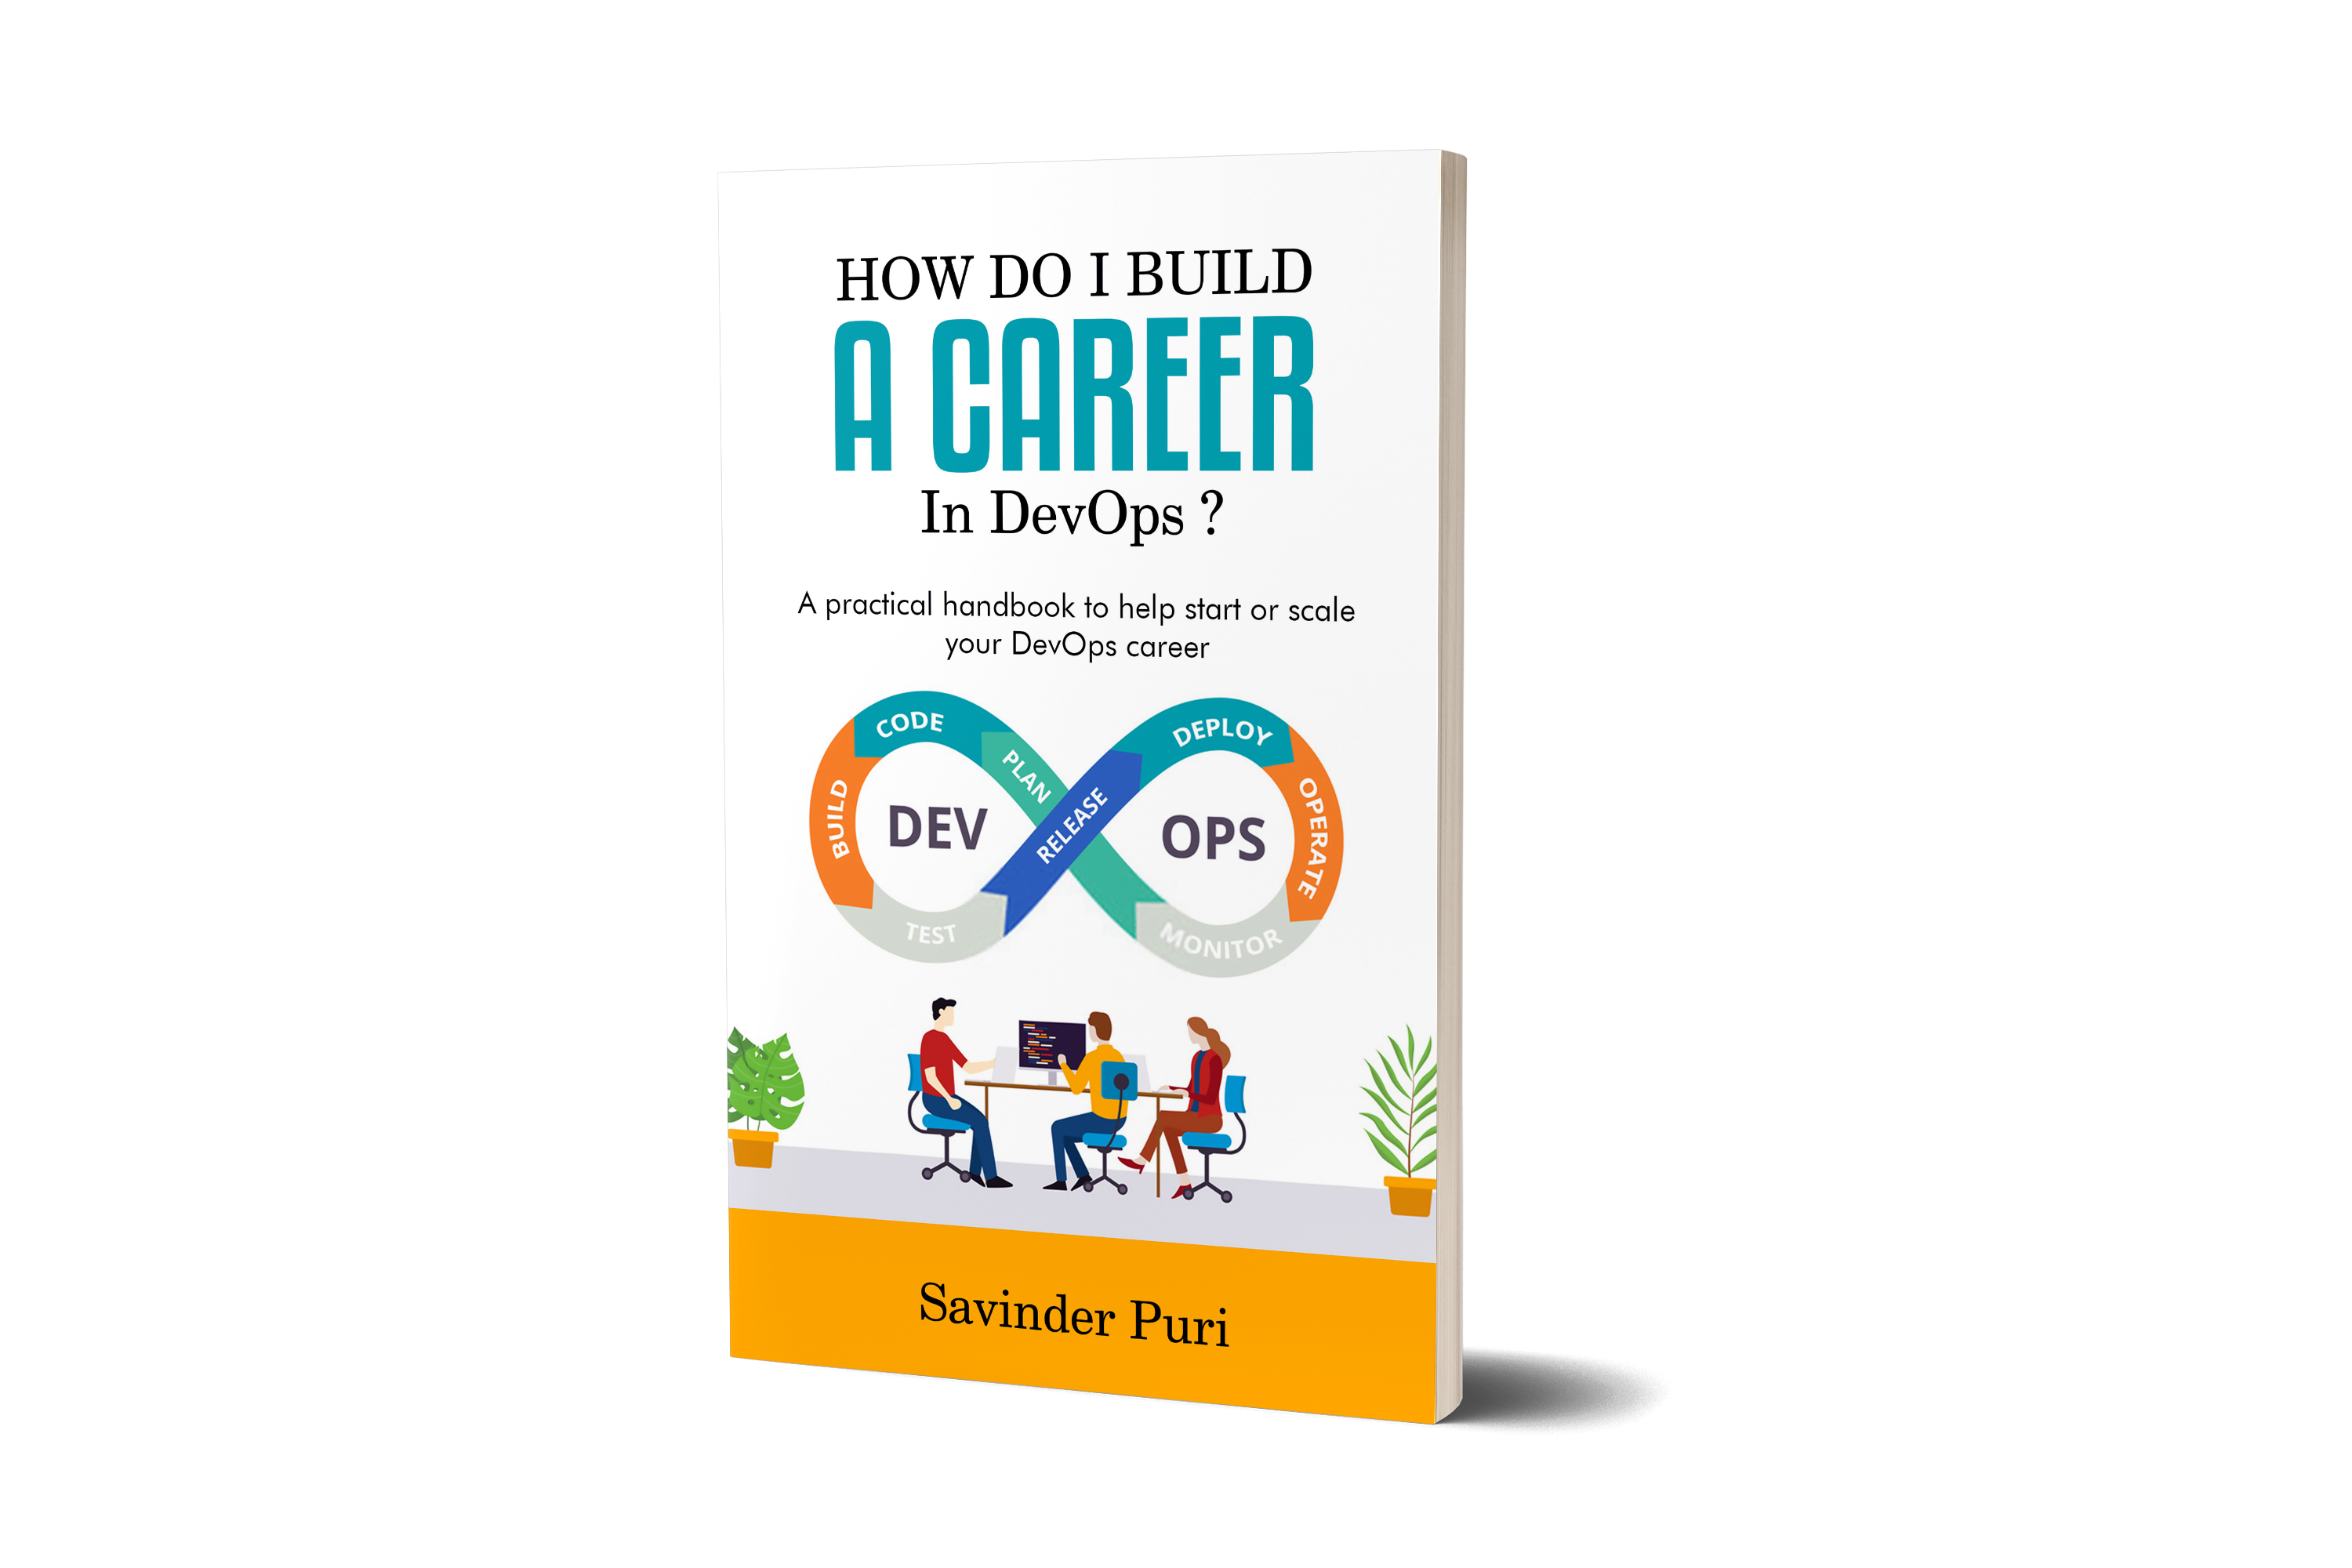 HOW DO I BUILD
A CAREER
In DevOps ?
A practical handbook to help start or scale
your DevOps career
CODE
PLAN
BUILD
DEV
TEST
RELEASE
DEPLOY
OPS
OPERATE
MONITOR
Savinder Puri